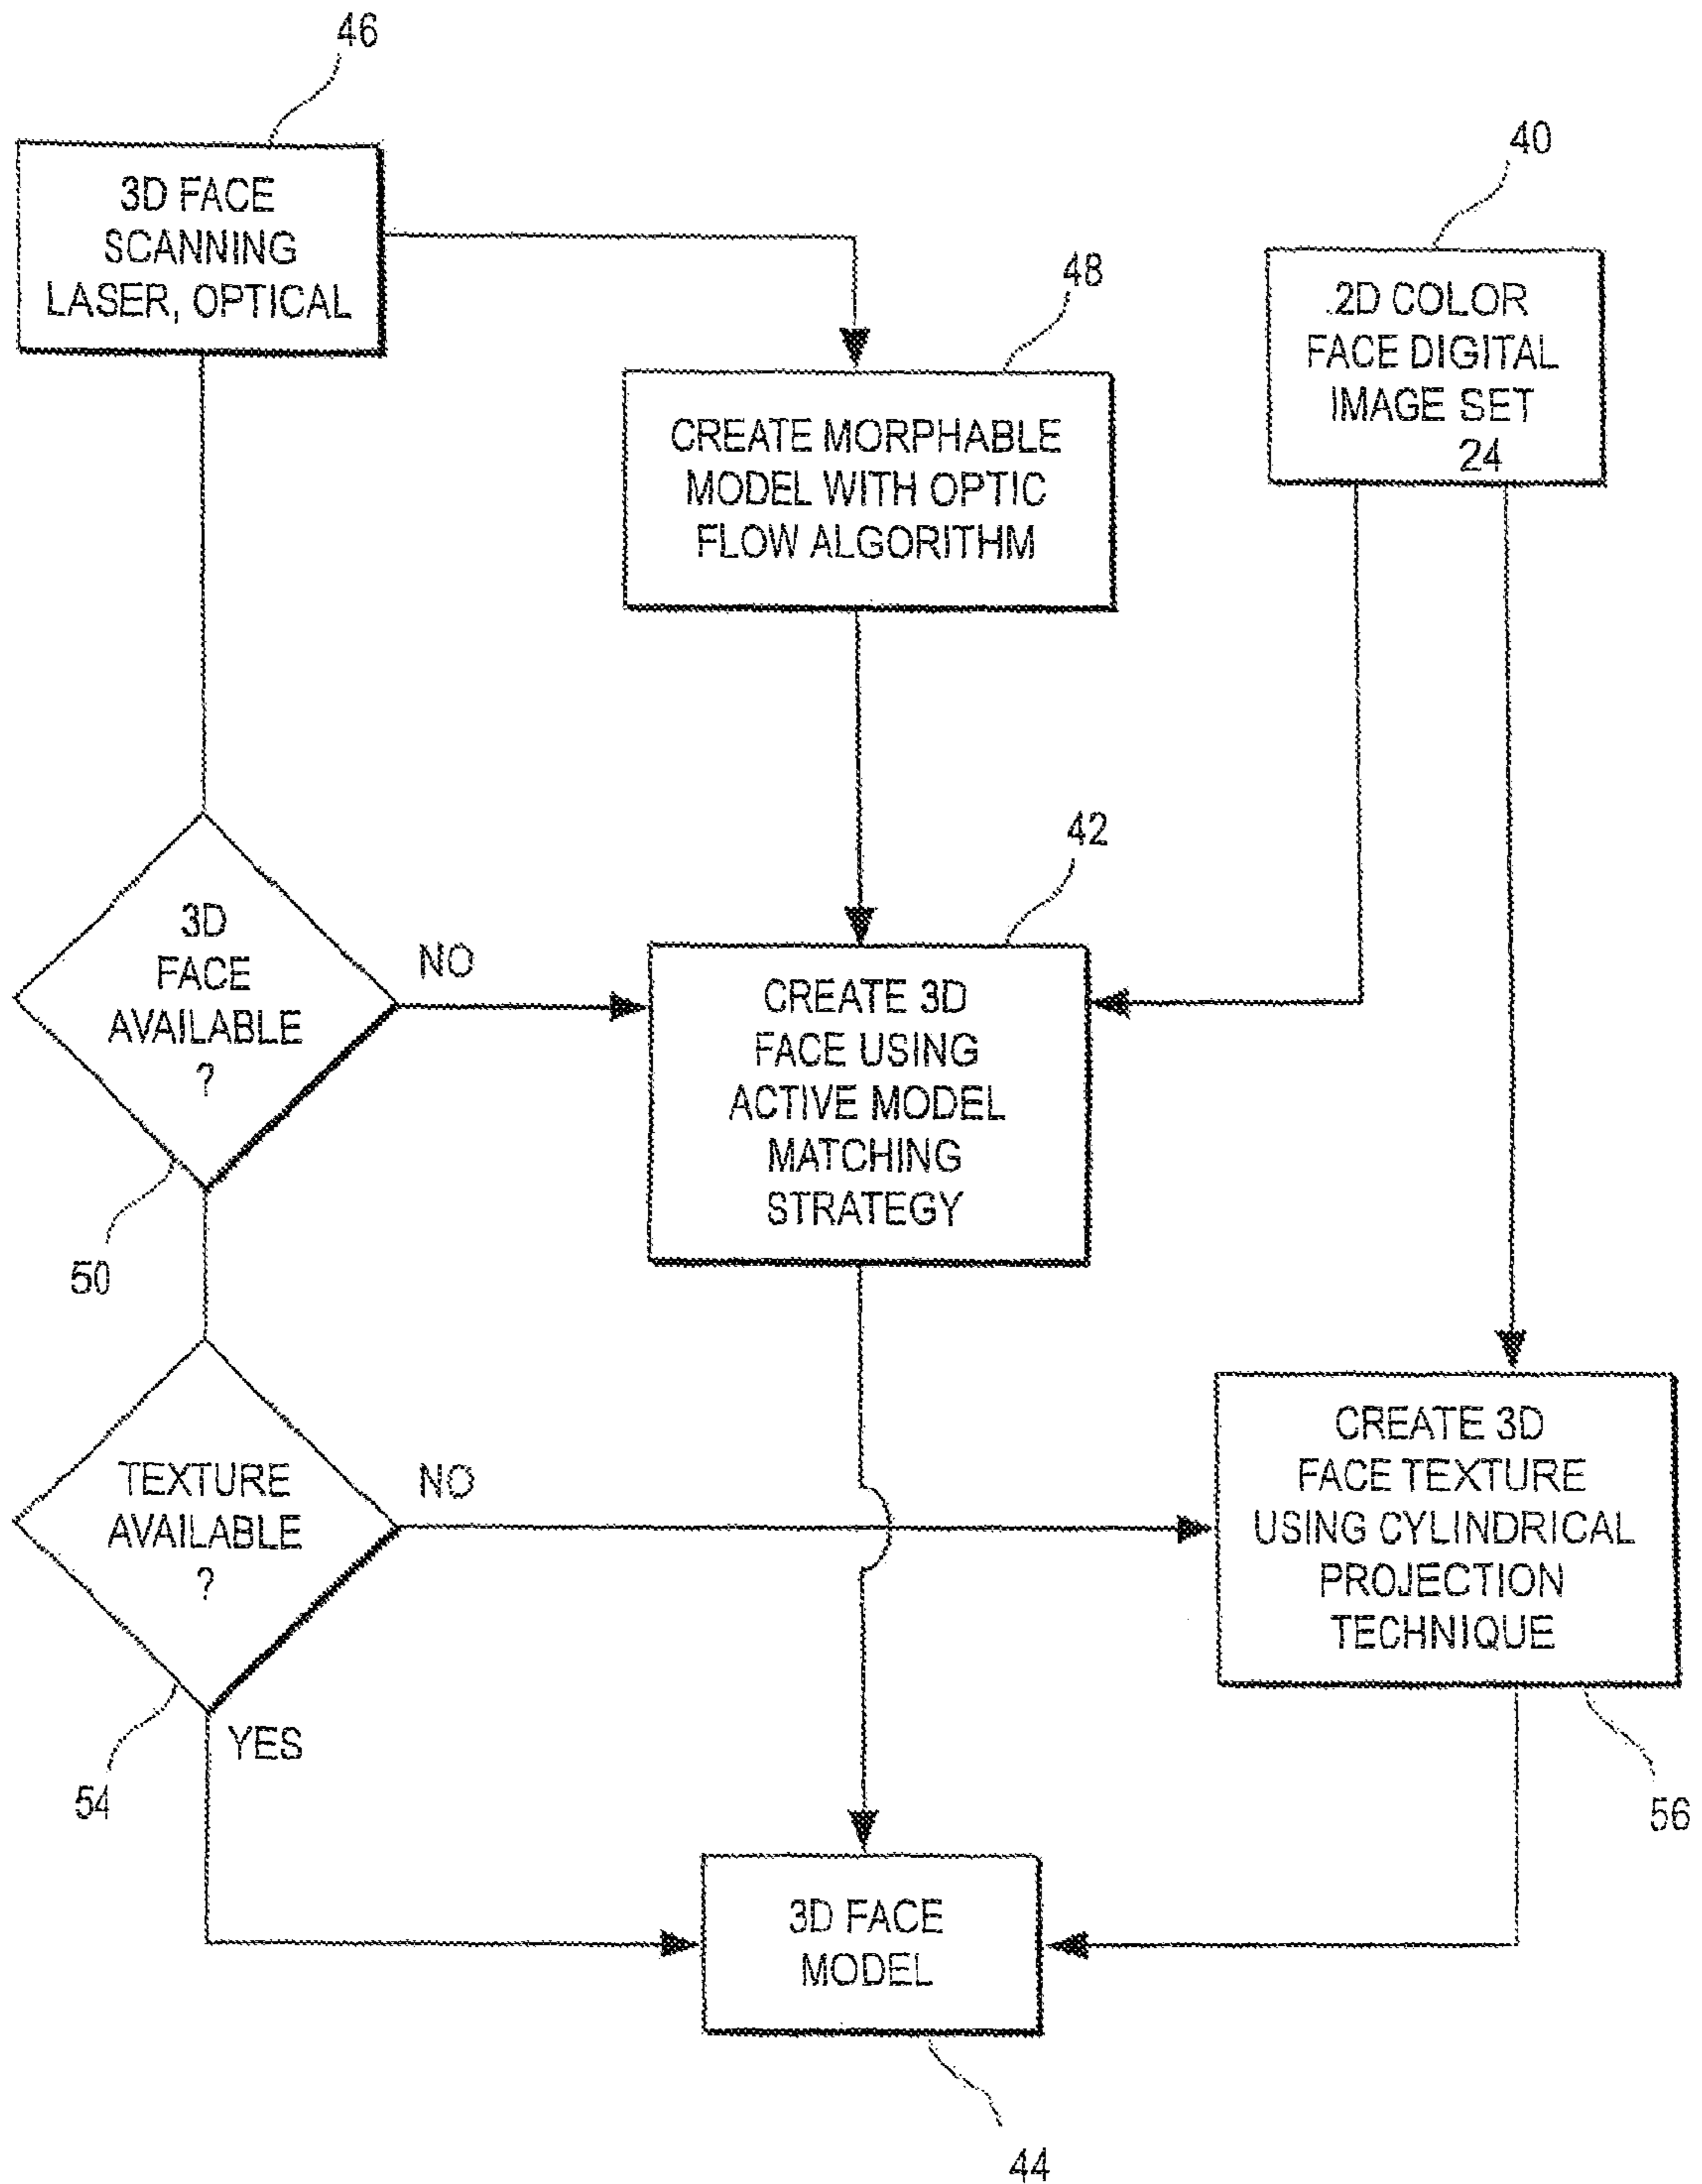 46
3D FACE
SCANNING
LASER, OPTICAL
40
.2D COLOR
FACE DIGITAL
IMAGE SET
24
48
CREATE MORPHABLE
MODEL WITH OPTIC
FLOW ALGORITHM
42
3D
FACE
AVAILABLE
?
NO
50
CREATE 3D
FACE USING
ACTIVE MODEL
MATCHING
STRATEGY
TEXTURE
AVAILABLE
?
NO
YES
54
CREATE 3D
FACE TEXTURE
USING CYLINDRICAL
PROJECTION
TECHNIQUE
56
3D FACE
MODEL
44